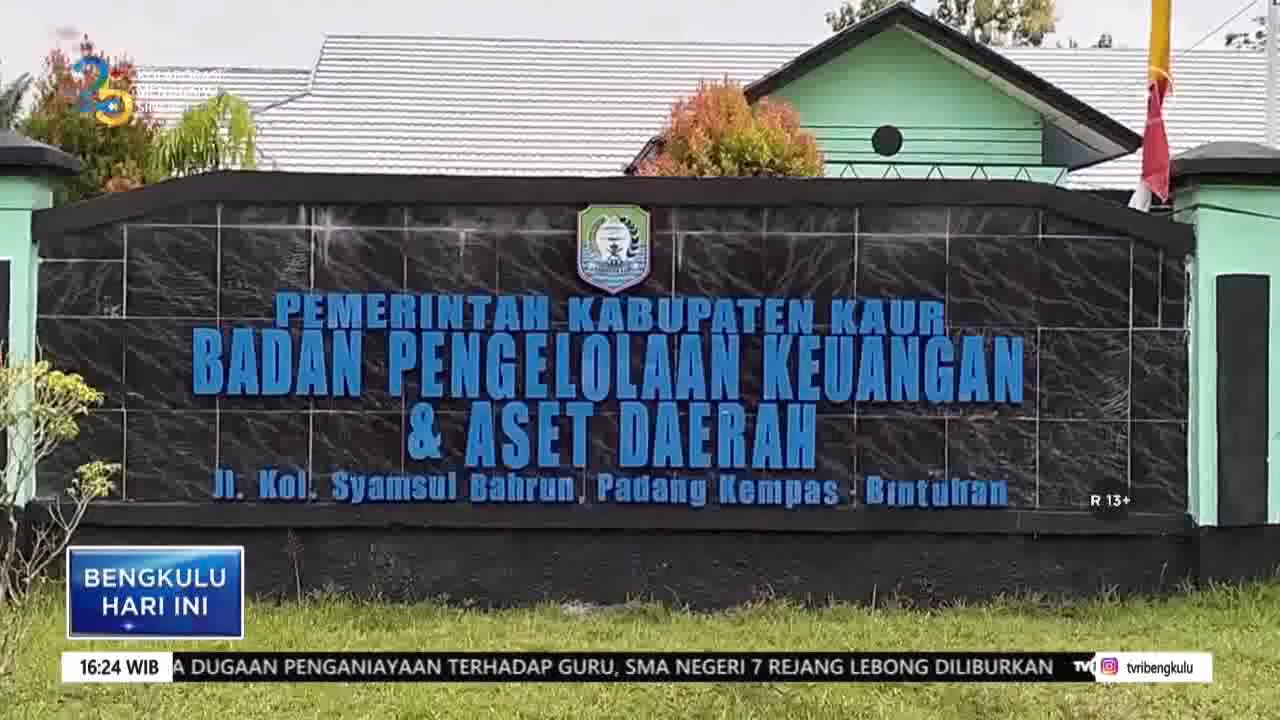 25
PEMERINTAH KABUPATEN KAUR
BADAN PENGELOLAAN KEUANGAN
& ASET DAERAH
Jl. Kol. Syamsul Bahrun, Padang Kempas - Bintuhan
R 13+
BENGKULU
HARI INI
16:24 WIB
A DUGAAN PENGANIAYAAN TERHADAP GURU, SMA NEGERI 7 REJANG LEBONG DILIBURKAN
tvribengkulu